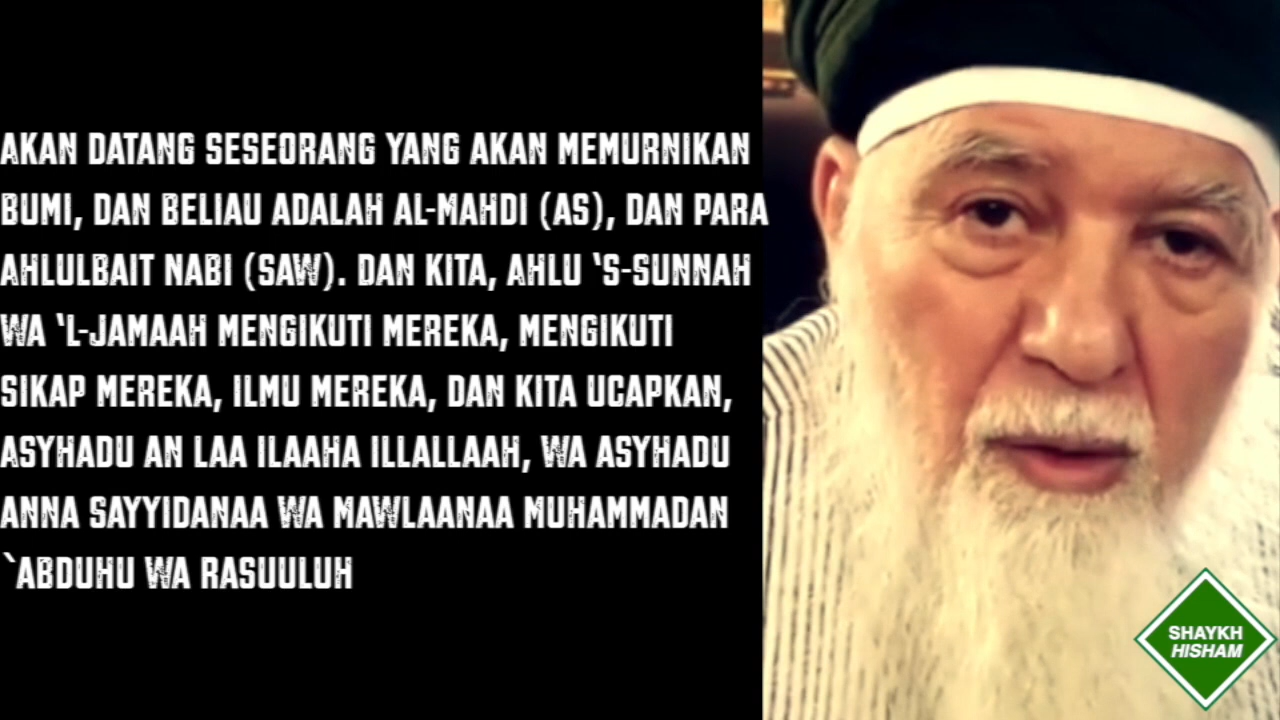 AKAN DATANG SESEORANG YANG AKAN MEMURNIKAN
BUMI, DAN BELIAU ADALAH AL-MAHDI (AS), DAN PARA
AHLULBAIT NABI (SAW). DAN KITA, AHLU ‘S-SUNNAH
WA ‘L-JAMAAH MENGIKUTI MEREKA, MENGIKUTI
SIKAP MEREKA, ILMU MEREKA, DAN KITA UCAPKAN,
ASYHADU AN LAA ILAAHA ILLALLAAH, WA ASYHADU
ANNA SAYYIDANAA WA MAWLAANAA MUHAMMADAN
`ABDUHU WA RASUULUH
SHAYKH
HISHAM